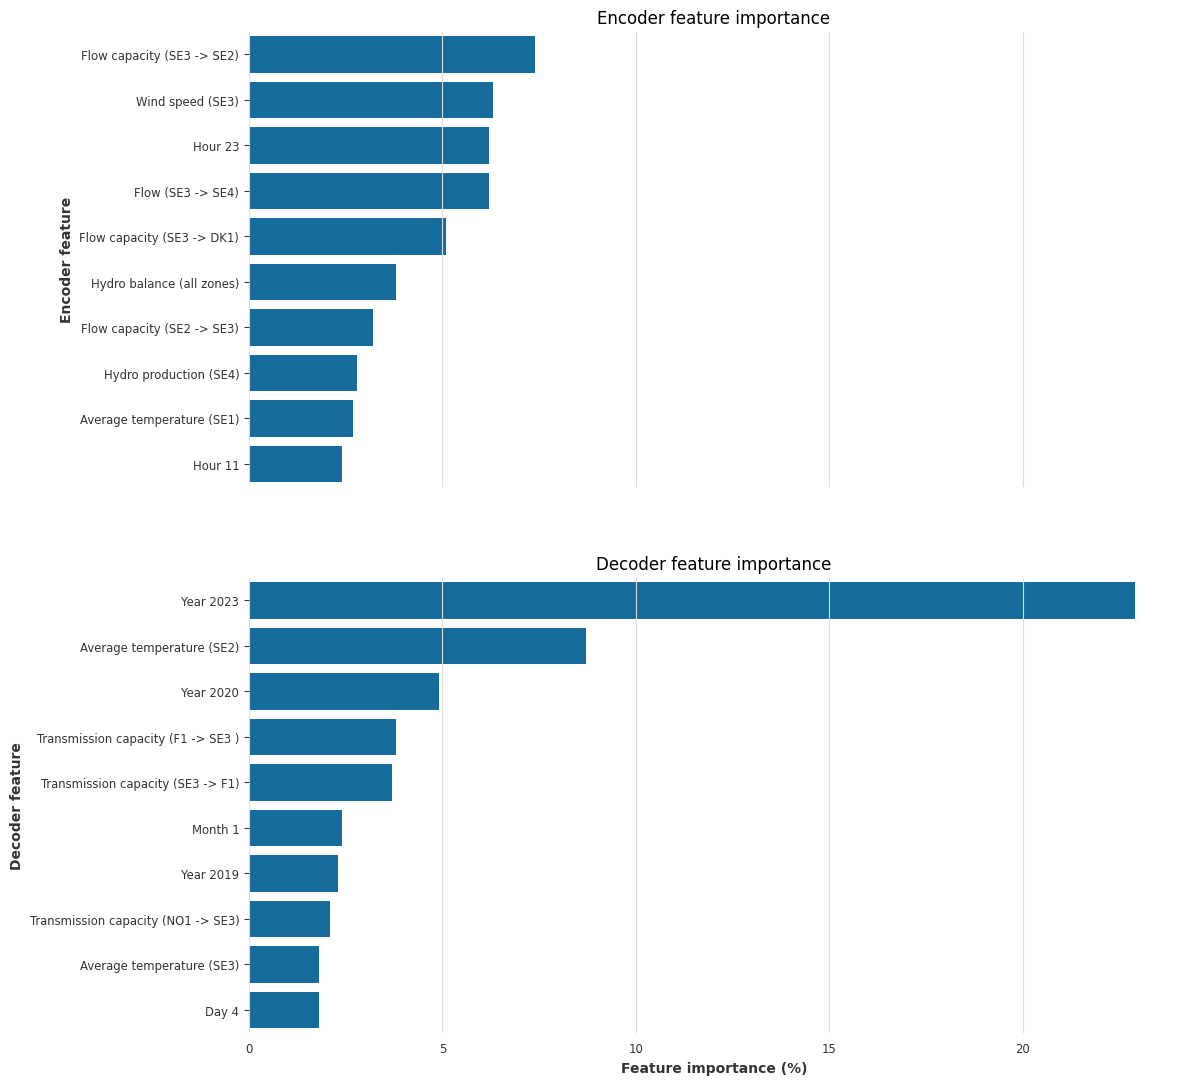 Encoder feature importance
Encoder feature
Flow capacity (SE3 -> SE2)
Wind speed (SE3)
Hour 23
Flow (SE3 -> SE4)
Flow capacity (SE3 -> DK1)
Hydro balance (all zones)
Flow capacity (SE2 -> SE3)
Hydro production (SE4)
Average temperature (SE1)
Hour 11
Decoder feature importance
Decoder feature
Year 2023
Average temperature (SE2)
Year 2020
Transmission capacity (F1 -> SE3 )
Transmission capacity (SE3 -> F1)
Month 1
Year 2019
Transmission capacity (NO1 -> SE3)
Average temperature (SE3)
Day 4
0 5 10 15 20
Feature importance (%)